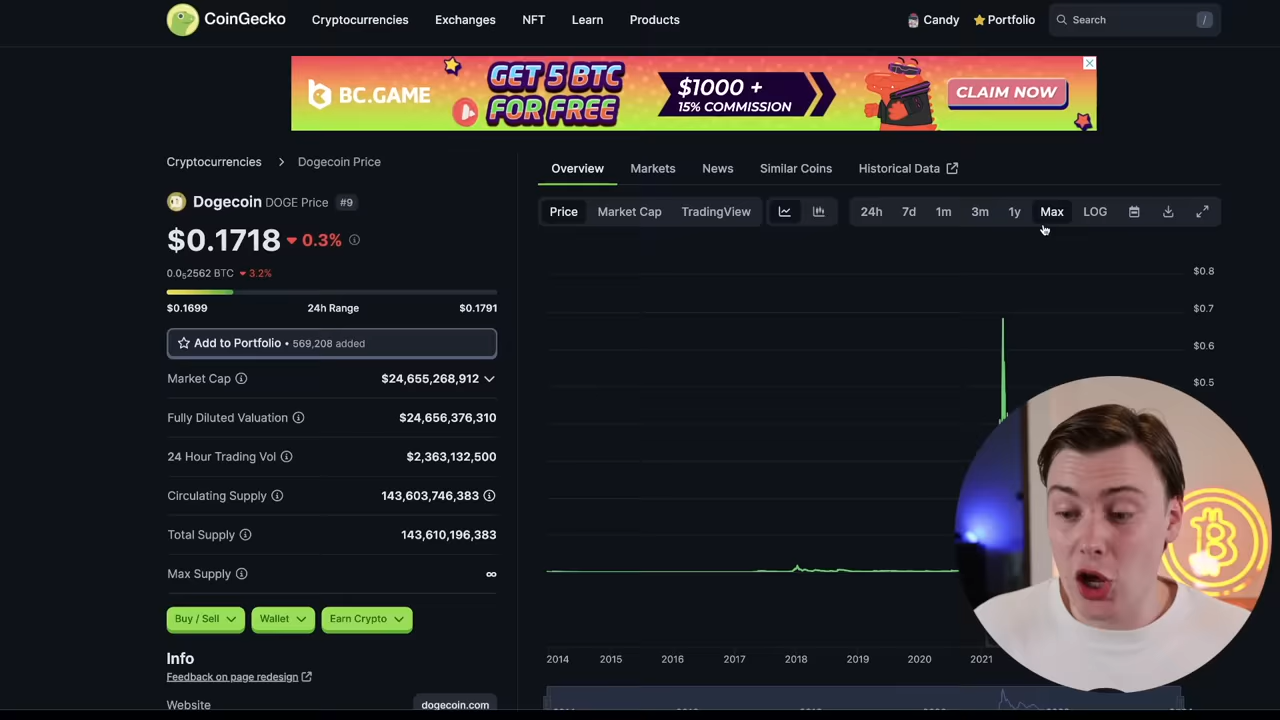 CoinGecko
Cryptocurrencies Exchanges NFT Learn Products
Candy Portfolio Search /
BC.GAME GET 5 BTC FOR FREE $1000 + 15% COMMISSION CLAIM NOW
Cryptocurrencies > Dogecoin Price
Overview Markets News Similar Coins Historical Data
Dogecoin DOGE Price #9
Price Market Cap TradingView 24h 7d 1m 3m 1y Max LOG
$0.1718 0.3%
0.0₅2562 BTC 3.2%
$0.1699 24h Range $0.1791
Add to Portfolio • 569,208 added
Market Cap $24,655,268,912
Fully Diluted Valuation $24,656,376,310
24 Hour Trading Vol $2,363,132,500
Circulating Supply 143,603,746,383
Total Supply 143,610,196,383
Max Supply ∞
Buy / Sell Wallet Earn Crypto
Info
Feedback on page redesign
Website dogecoin.com
$0.8
$0.7
$0.6
$0.5
2014 2015 2016 2017 2018 2019 2020 2021